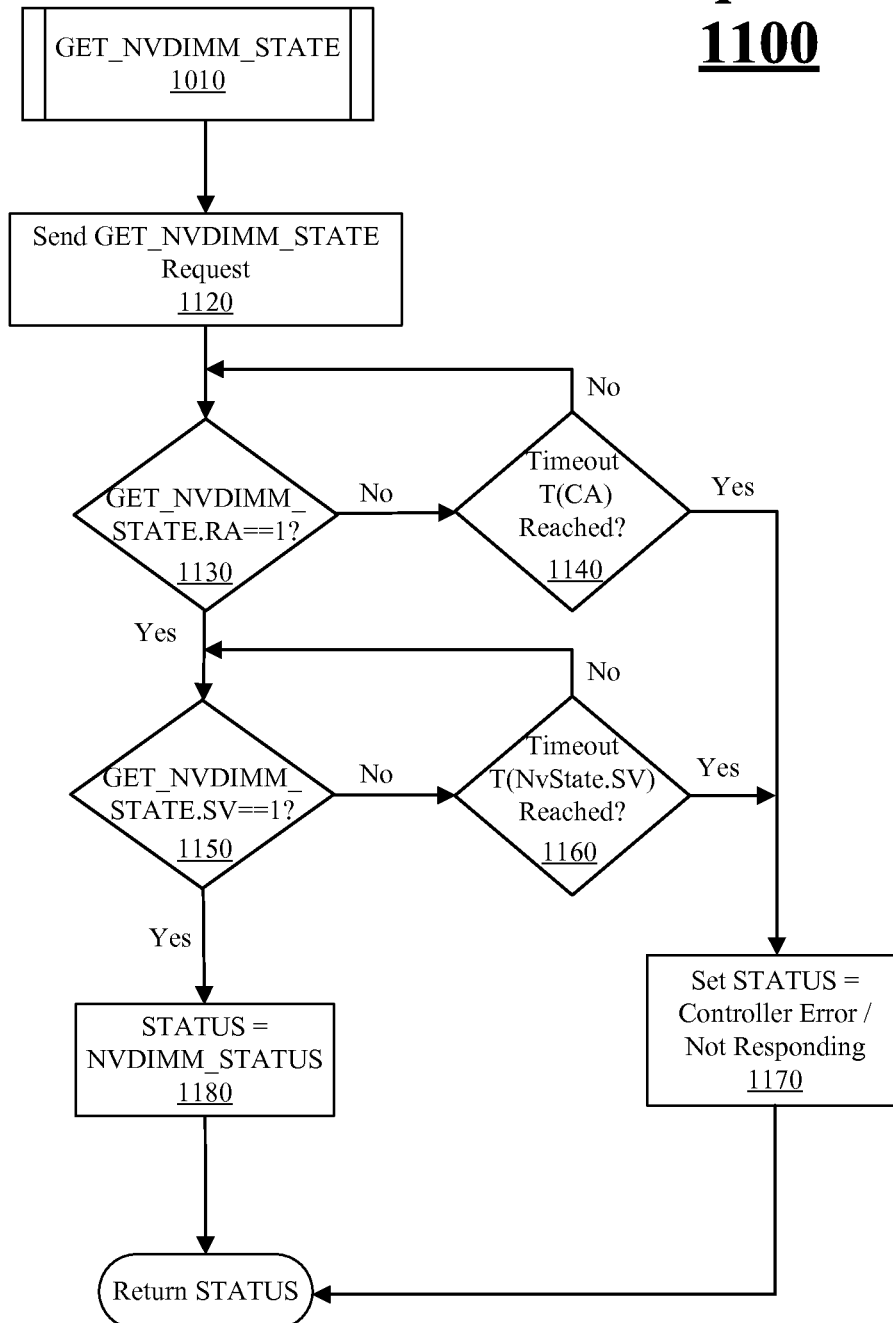 1100
GET_NVDIMM_STATE
1010
Send GET_NVDIMM_STATE
Request
1120
No
GET_NVDIMM_
STATE.RA==1?
1130
No
Timeout
T(CA)
Reached?
1140
Yes
Yes
No
GET_NVDIMM_
STATE.SV==1?
1150
No
Timeout
T(NvState.SV)
Reached?
1160
Yes
Yes
STATUS =
NVDIMM_STATUS
1180
Set STATUS =
Controller Error /
Not Responding
1170
Return STATUS